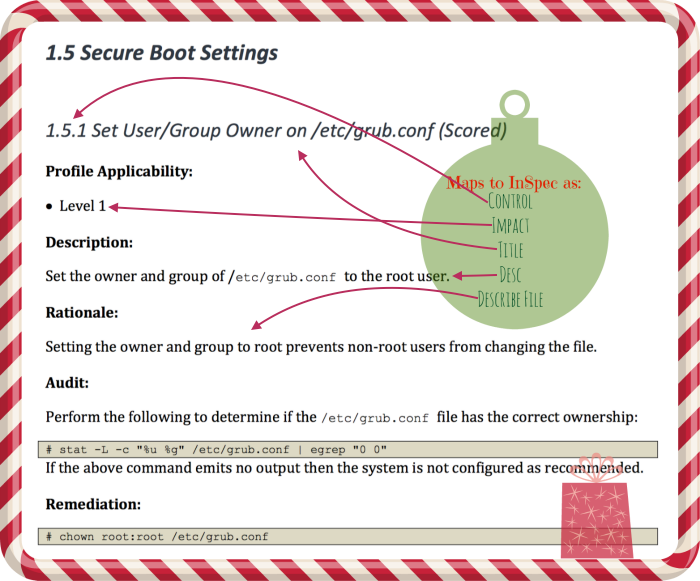 1.5 Secure Boot Settings
1.5.1 Set User/Group Owner on /etc/grub.conf (Scored)
Profile Applicability:
• Level 1
Description:
Set the owner and group of /etc/grub.conf to the root user.
Rationale:
Setting the owner and group to root prevents non-root users from changing the file.
Audit:
Perform the following to determine if the /etc/grub.conf file has the correct ownership:
# stat -L -c "%u %g" /etc/grub.conf | egrep "0 0"
If the above command emits no output then the system is not configured as recommended.
Remediation:
# chown root:root /etc/grub.conf
Maps to InSpec as:
Control
Impact
Title
Desc
Describe File